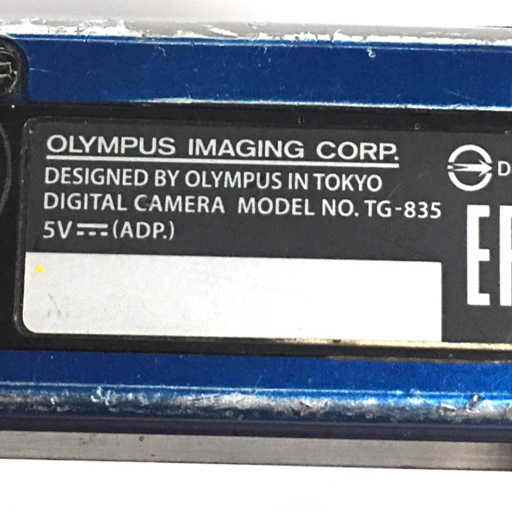 OLYMPUS IMAGING CORP.
DESIGNED BY OLYMPUS IN TOKYO
DIGITAL CAMERA MODEL NO. TG-835
5V⎓(ADP.)